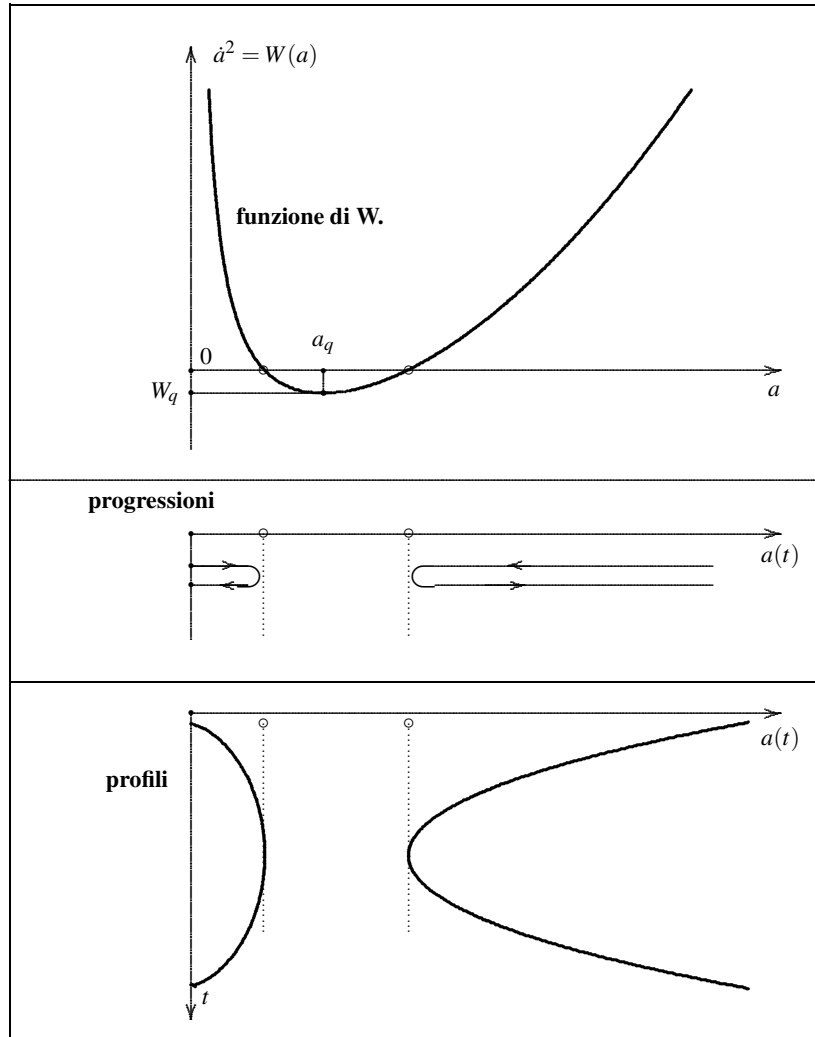 ȧ² = W(a)
funzione di W.
0
a_q
W_q
a
progressioni
a(t)
a(t)
profili
t